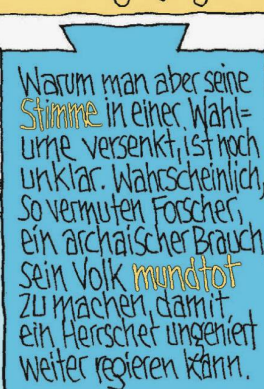 Warum man aber seine
Stimme in einer Wahl=
urne versenkt, ist noch
unklar. Wahrscheinlich,
so vermuten Forscher,
ein archaischer Brauch
sein Volk mundtot
zu machen, damit
ein Herrscher ungeniert
weiter regieren kann.